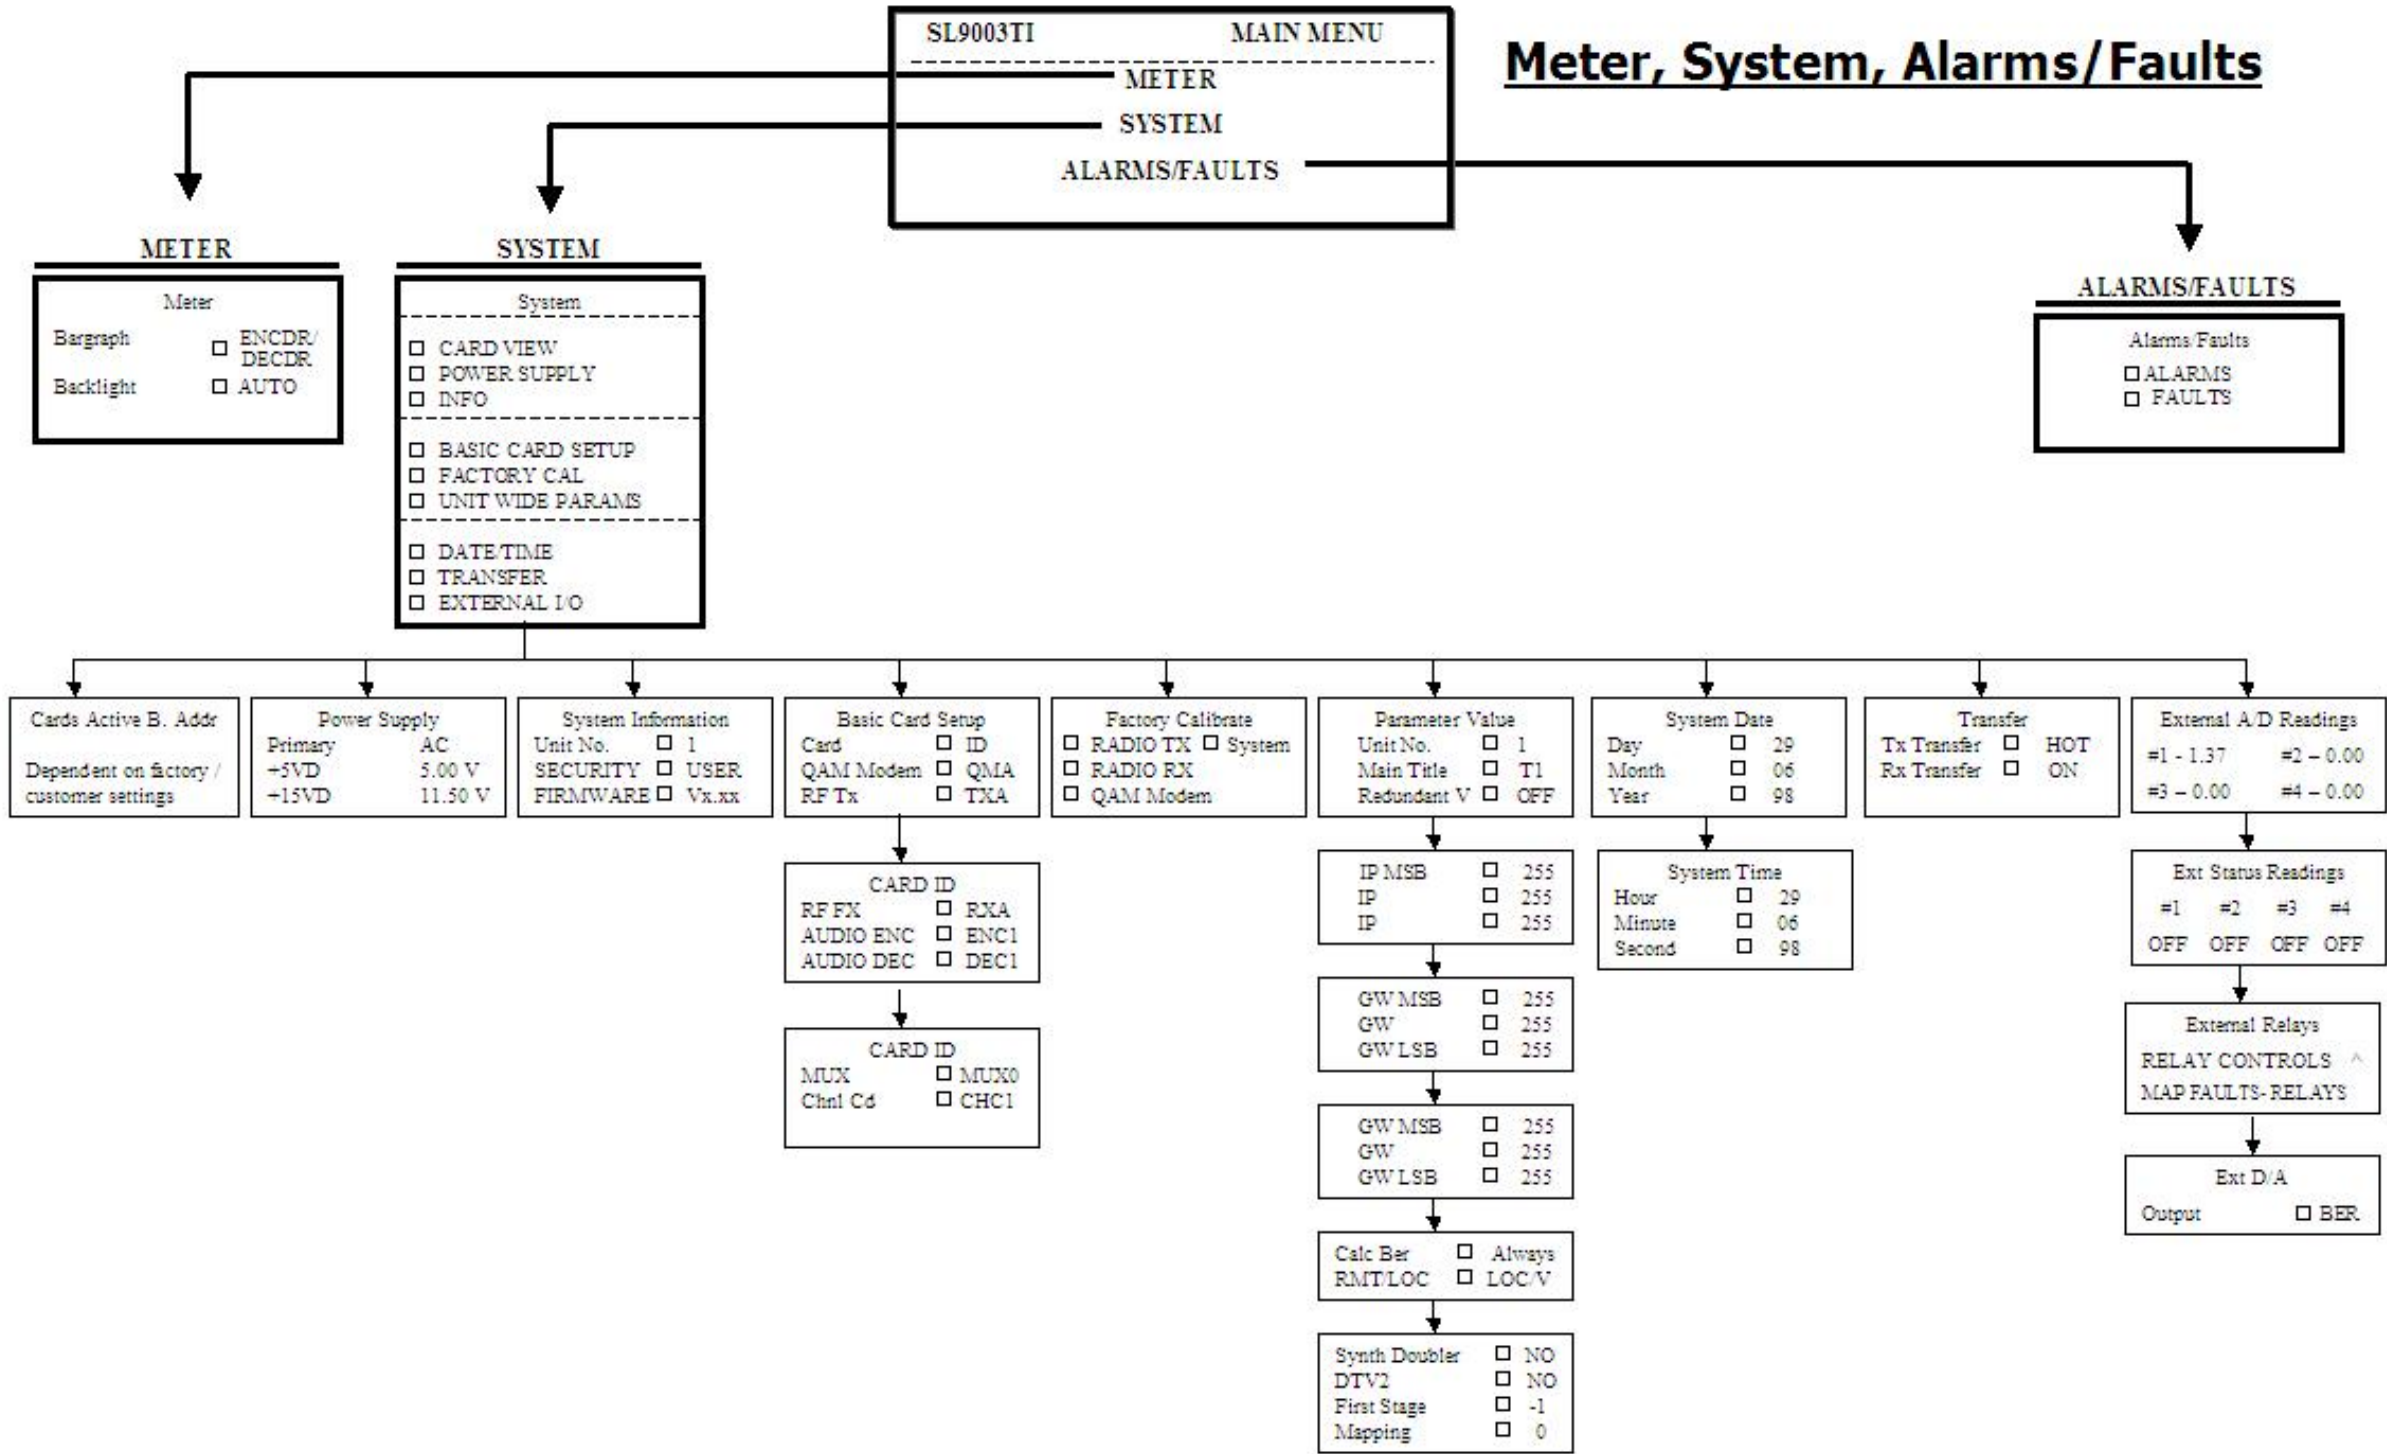 SL9003TI MAIN MENU
Meter, System, Alarms/Faults
METER
SYSTEM
ALARMS/FAULTS
METER
Meter
Bargraph ENCDR/
DECDR
Backlight AUTO
SYSTEM
System
CARD VIEW
POWER SUPPLY
INFO
BASIC CARD SETUP
FACTORY CAL
UNIT WIDE PARAMS
DATE/TIME
TRANSFER
EXTERNAL I/O
ALARMS/FAULTS
Alarms/Faults
ALARMS
FAULTS
Cards Active B. Addr
Dependent on factory /
customer settings
Power Supply
Primary AC
+5VD 5.00 V
+15VD 11.50 V
System Information
Unit No. 1
SECURITY USER
FIRMWARE Vx.xx
Basic Card Setup
Card ID
QAM Modem QMA
RF Tx TXA
CARD ID
RF FX RXA
AUDIO ENC ENC1
AUDIO DEC DEC1
CARD ID
MUX MUX0
Chnl Cd CHC1
Factory Calibrate
RADIO TX System
RADIO RX
QAM Modem
Parameter Value
Unit No. 1
Main Title T1
Redundant V OFF
IP MSB 255
IP 255
IP 255
GW MSB 255
GW 255
GW LSB 255
GW MSB 255
GW 255
GW LSB 255
Calc Ber Always
RMT/LOC LOC/V
Synth Doubler NO
DTV2 NO
First Stage -1
Mapping 0
System Date
Day 29
Month 06
Year 98
System Time
Hour 29
Minute 06
Second 98
Transfer
Tx Transfer HOT
Rx Transfer ON
External A/D Readings
#1 - 1.37 #2 – 0.00
#3 – 0.00 #4 – 0.00
Ext Status Readings
#1 #2 #3 #4
OFF OFF OFF OFF
External Relays
RELAY CONTROLS ^
MAP FAULTS- RELAYS
Ext D/A
Output BER